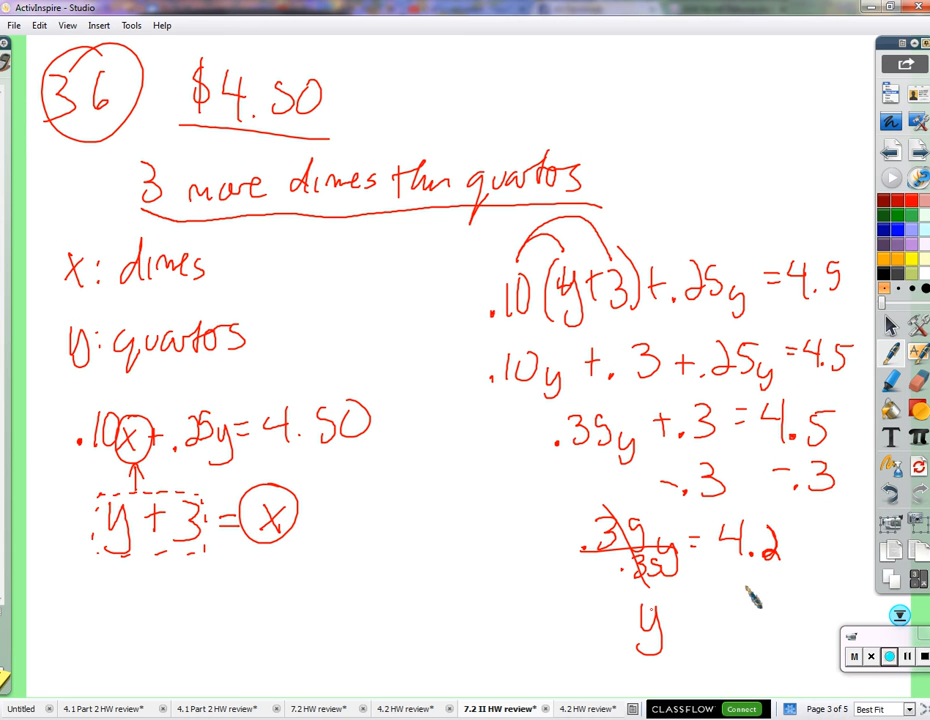 ActivInspire - Studio
File Edit View Insert Tools Help
36 $4.50
3 more dimes than quartos
x: dimes
y: quartos
.10x + .25y = 4.50
y + 3 = x
.10(y+3) + .25y = 4.5
.10y + .3 + .25y = 4.5
.35y + .3 = 4.5
-.3 -.3
.35y = 4.2
.35
y
M
Untitled 4.1 Part 2 HW review* 4.1 Part 2 HW review* 7.2 II HW review* 4.2 HW review* 7.2 II HW review* 4.2 HW review* CLASSFLOW Connect Page 3 of 5 Best Fit